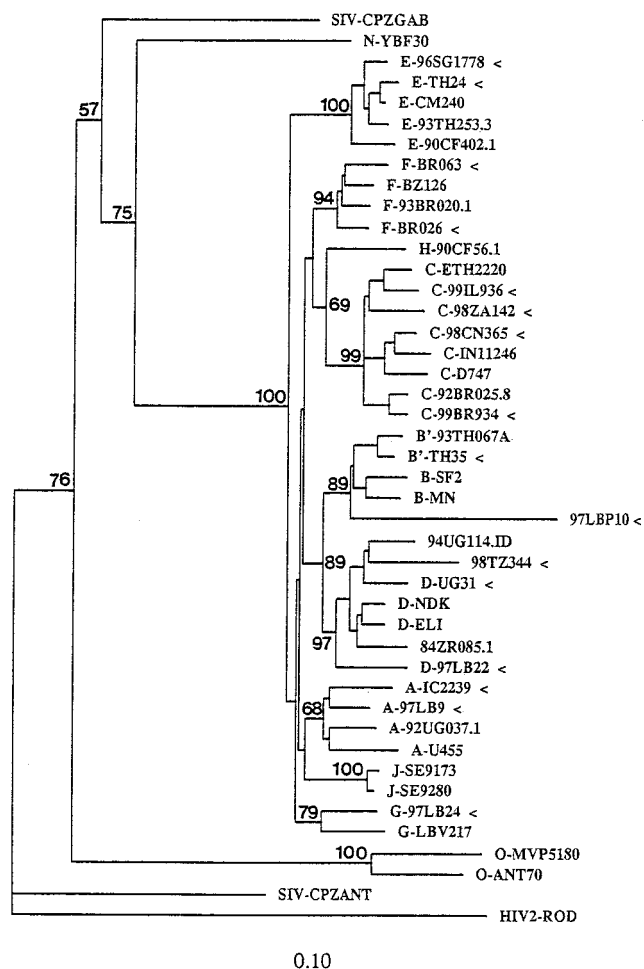 SIV-CPZGAB
57
N-YBF30
E-96SG1778 <
E-TH24 <
100
E-CM240
E-93TH253.3
E-90CF402.1
F-BR063 <
F-BZ126
94
F-93BR020.1
75
F-BR026 <
H-90CF56.1
C-ETH2220
C-99IL936 <
69
C-98ZA142 <
C-98CN365 <
99
C-IN11246
C-D747
C-92BR025.8
100
C-99BR934 <
B'-93TH067A
B'-TH35 <
76
B-SF2
89
B-MN
97LBP10 <
94UG114.ID
89
98TZ344 <
D-UG31 <
D-NDK
D-ELI
97
84ZR085.1
D-97LB22 <
A-IC2239 <
68
A-97LB9 <
A-92UG037.1
A-U455
100
J-SE9173
J-SE9280
79
G-97LB24 <
G-LBV217
100
O-MVP5180
O-ANT70
SIV-CPZANT
HIV2-ROD
0.10